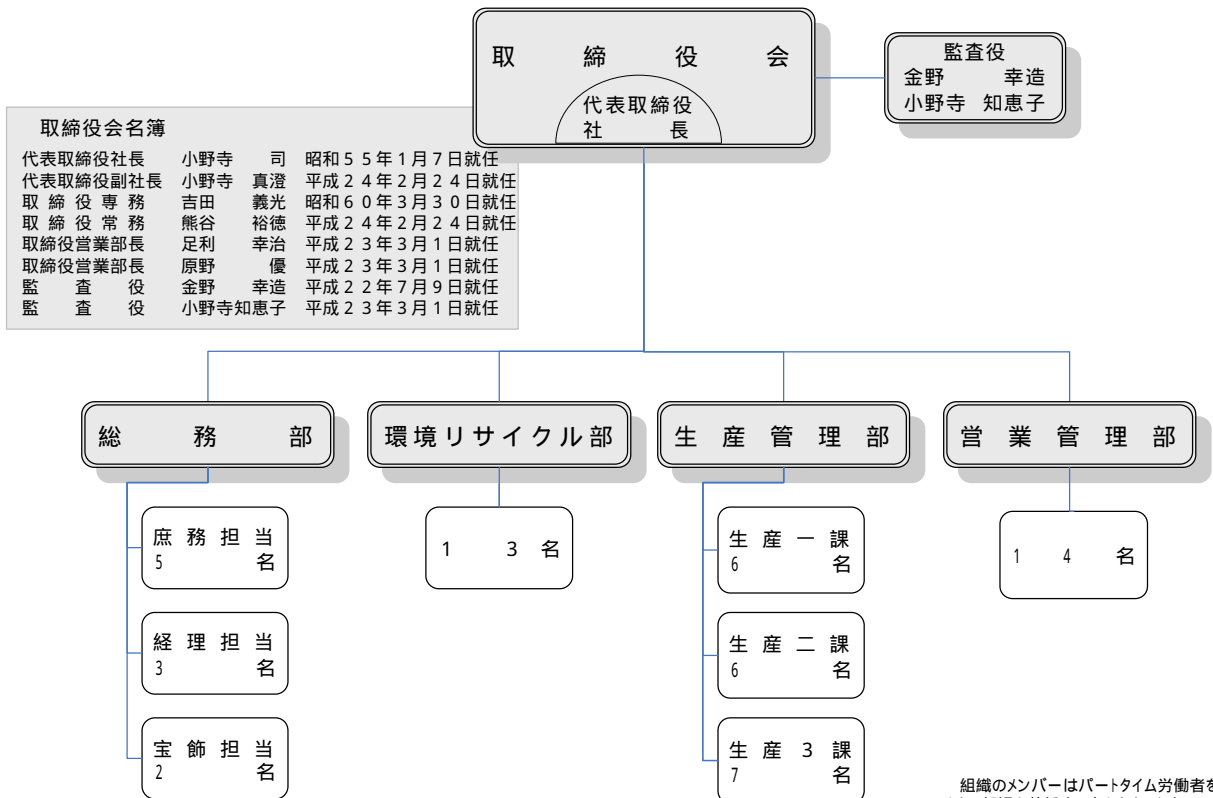 取締役会
代表取締役
社長
監査役
金野 幸造
小野寺 知恵子
取締役会名簿
代表取締役社長 小野寺 司 昭和55年1月7日就任
代表取締役副社長 小野寺 真澄 平成24年2月24日就任
取締役専務 吉田 義光 昭和60年3月30日就任
取締役常務 熊谷 裕徳 平成24年2月24日就任
取締役営業部長 足利 幸治 平成23年3月1日就任
取締役営業部長 原野 優 平成23年3月1日就任
監査役 金野 幸造 平成22年7月9日就任
監査役 小野寺知恵子 平成23年3月1日就任
総務部
環境リサイクル部
生産管理部
営業管理部
庶務担当
5名
経理担当
3名
宝飾担当
2名
13名
生産一課
6名
生産二課
6名
生産3課
7名
14名
組織のメンバーはパートタイム労働者を